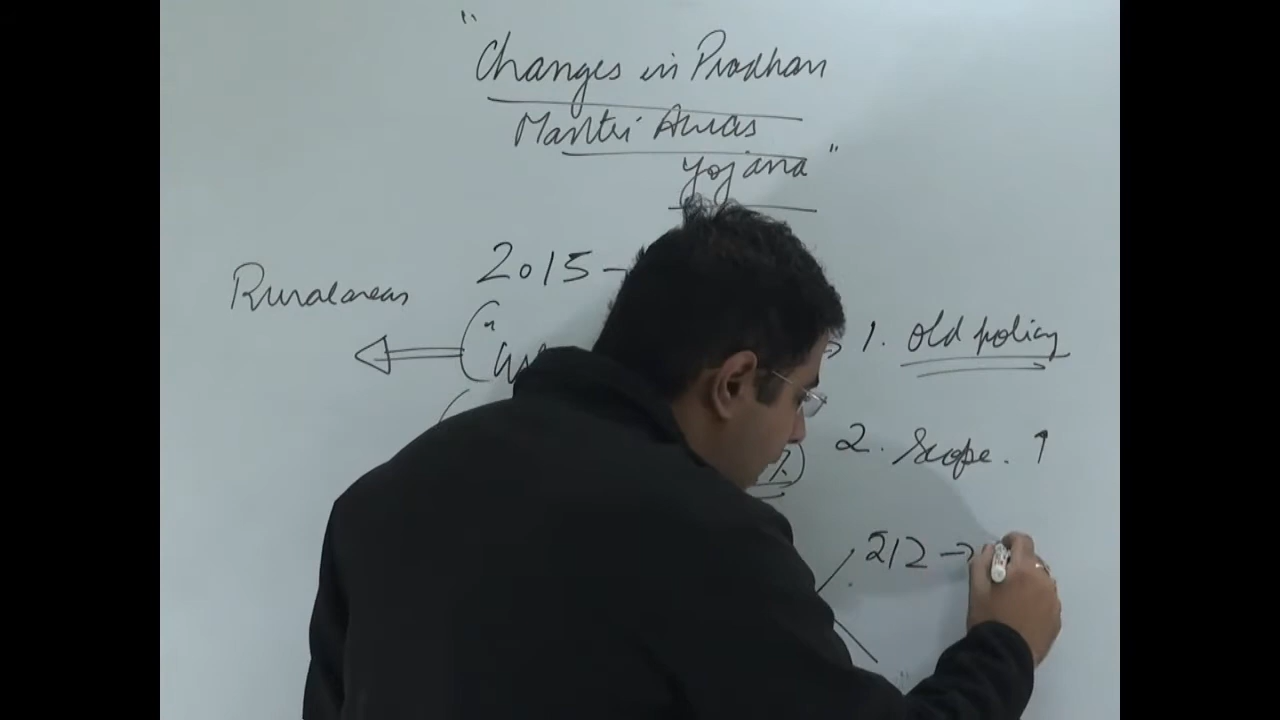 "Changes in Pradhan
Mantri Awas
Yojana"
2015 -
Rural areas
1. old policy
2. Scope. ↑
212 →